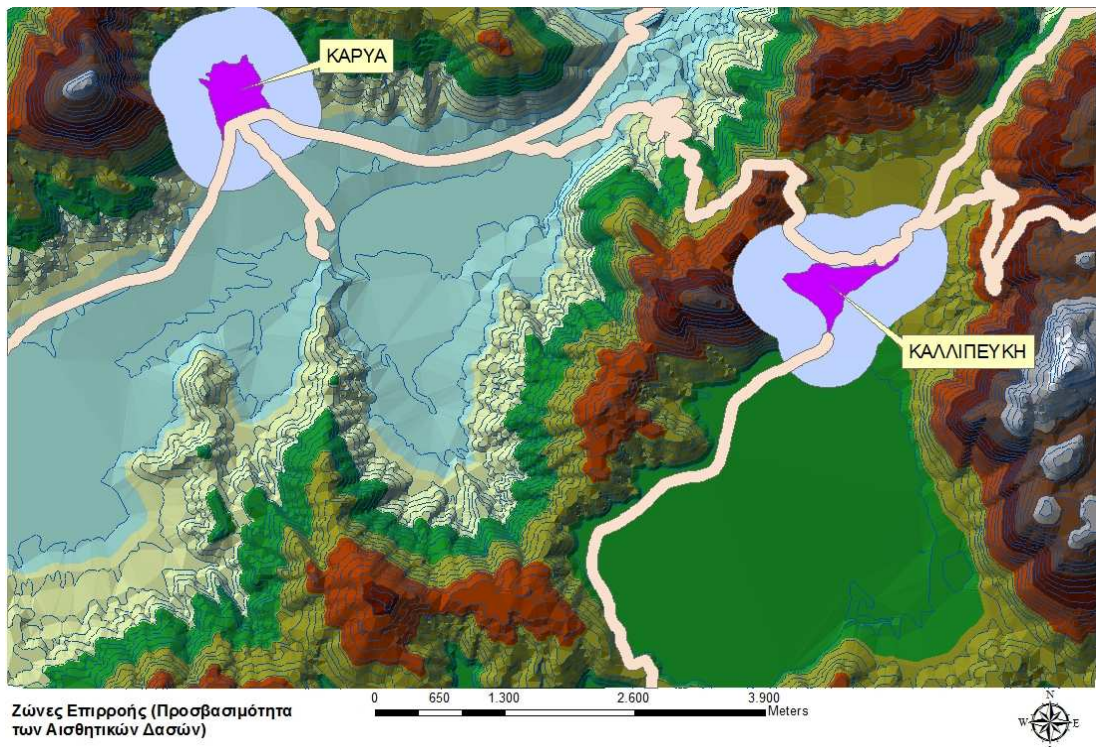 ΚΑΡΥΑ
ΚΑΛΛΙΠΕΥΚΗ
Ζώνες Επιρροής (Προσβασιμότητα
των Αισθητικών Δασών)
0 650 1.300 2.600 3.900
Meters
N
W E
S